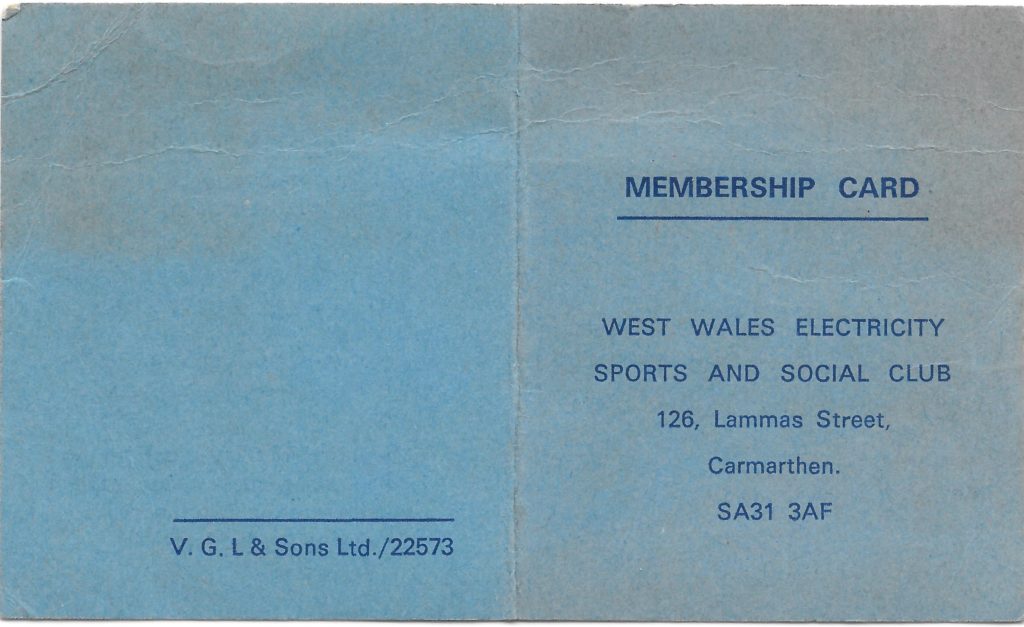 MEMBERSHIP CARD
WEST WALES ELECTRICITY
SPORTS AND SOCIAL CLUB
126, Lammas Street,
Carmarthen.
SA31 3AF
V. G. L & Sons Ltd./22573